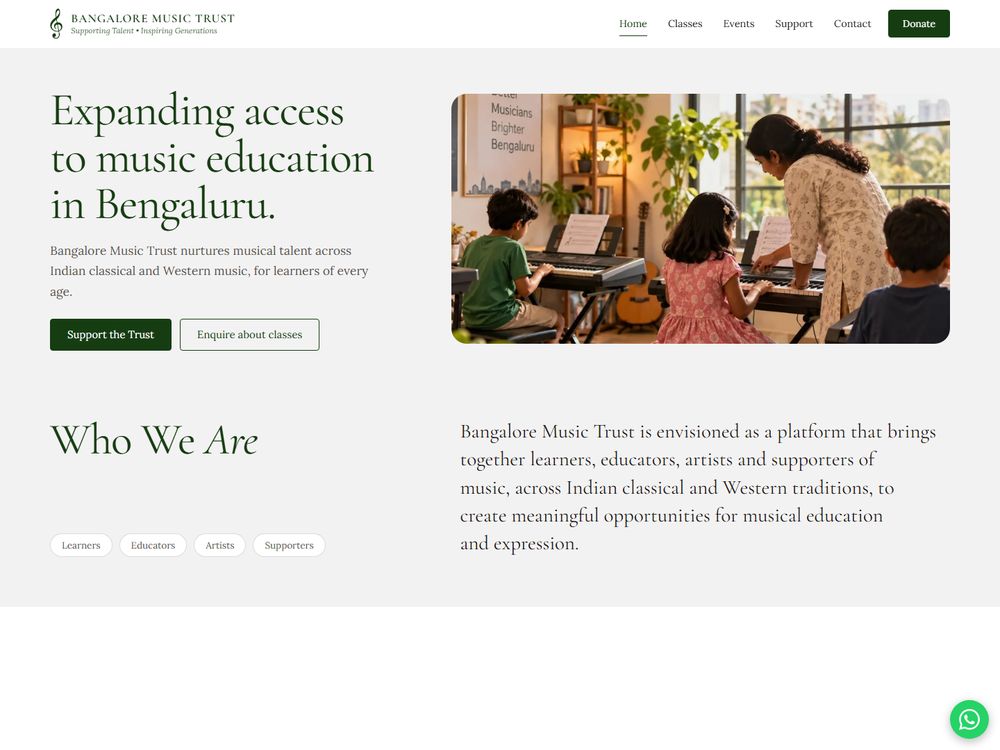 BANGALORE MUSIC TRUST
Supporting Talent • Inspiring Generations
Home Classes Events Support Contact Donate
Expanding access
to music education
in Bengaluru.
Bangalore Music Trust nurtures musical talent across
Indian classical and Western music, for learners of every
age.
Support the Trust Enquire about classes
Better
Musicians
Brighter
Bengaluru
Who We Are
Learners Educators Artists Supporters
Bangalore Music Trust is envisioned as a platform that brings
together learners, educators, artists and supporters of
music, across Indian classical and Western traditions, to
create meaningful opportunities for musical education
and expression.